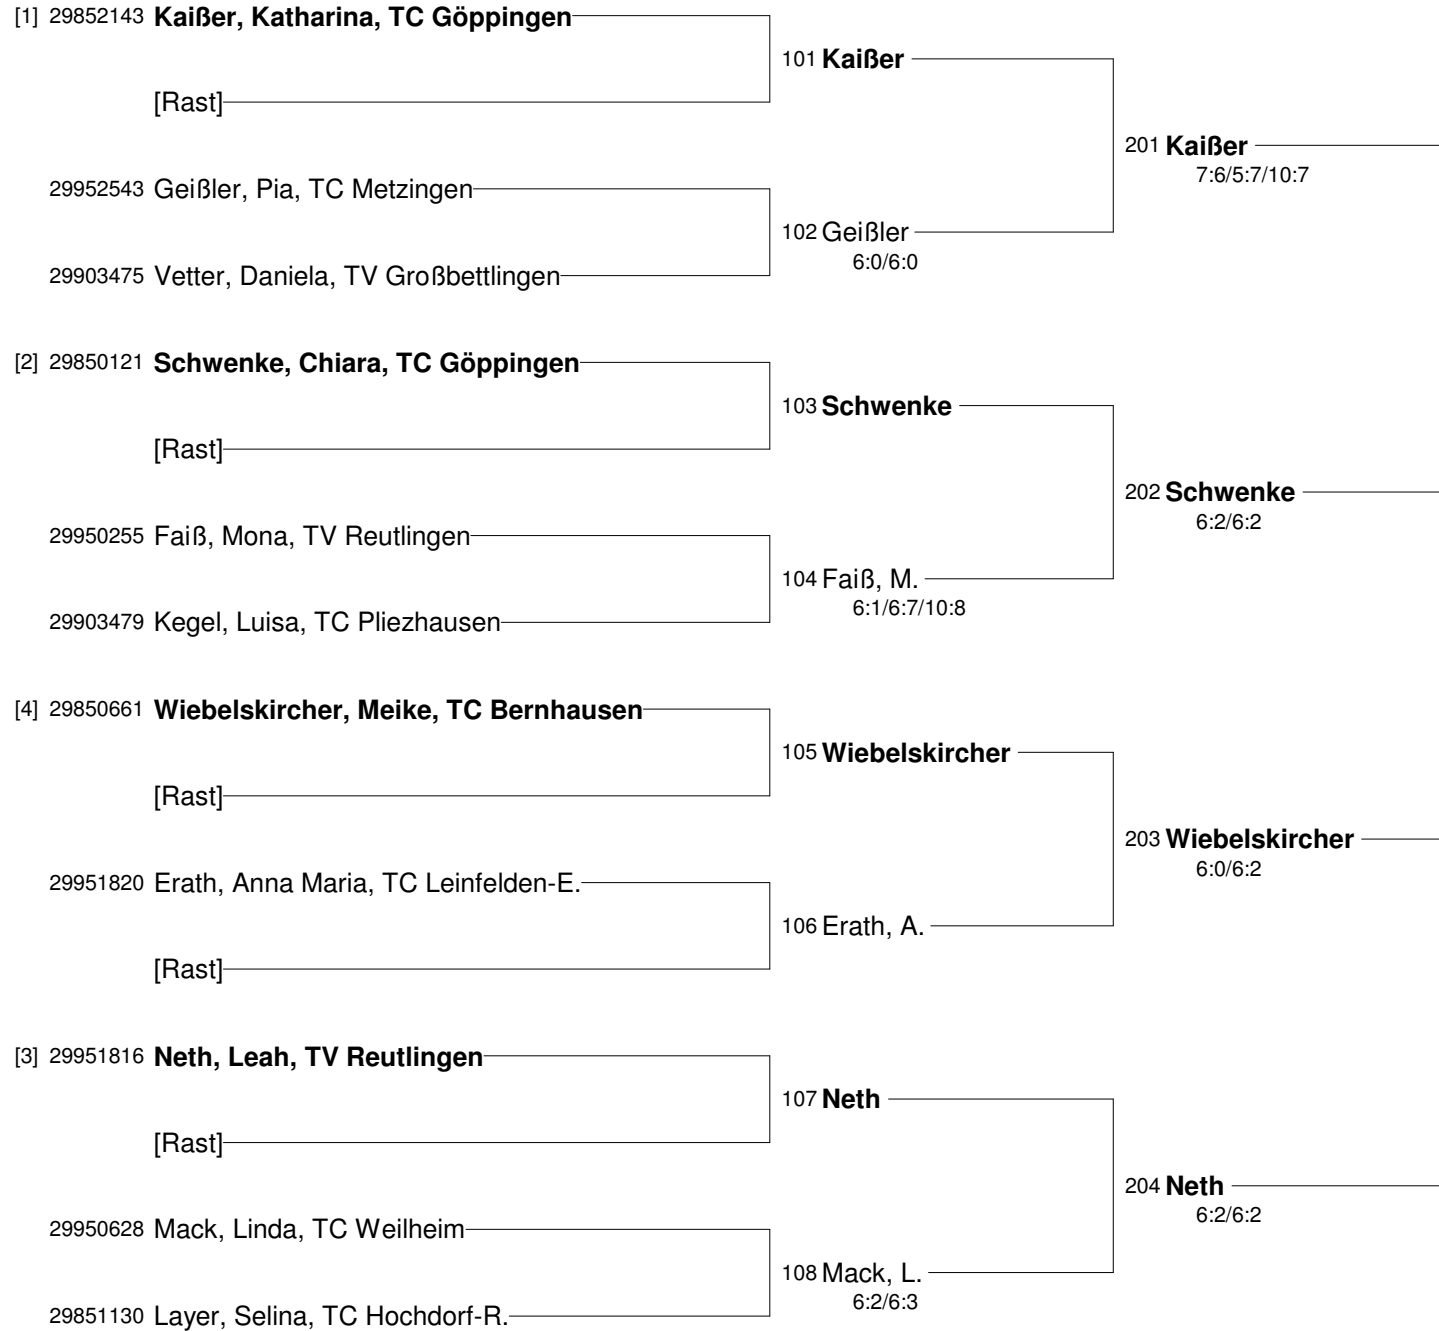 [1] 29852143 Kaißer, Katharina, TC Göppingen
101 Kaißer
[Rast]
201 Kaißer
7:6/5:7/10:7
29952543 Geißler, Pia, TC Metzingen
102 Geißler
6:0/6:0
29903475 Vetter, Daniela, TV Großbettlingen
[2] 29850121 Schwenke, Chiara, TC Göppingen
103 Schwenke
[Rast]
202 Schwenke
6:2/6:2
29950255 Faiß, Mona, TV Reutlingen
104 Faiß, M.
6:1/6:7/10:8
29903479 Kegel, Luisa, TC Pliezhausen
[4] 29850661 Wiebelskircher, Meike, TC Bernhausen
105 Wiebelskircher
[Rast]
203 Wiebelskircher
6:0/6:2
29951820 Erath, Anna Maria, TC Leinfelden-E.
106 Erath, A.
[Rast]
[3] 29951816 Neth, Leah, TV Reutlingen
107 Neth
[Rast]
204 Neth
6:2/6:2
29950628 Mack, Linda, TC Weilheim
108 Mack, L.
6:2/6:3
29851130 Layer, Selina, TC Hochdorf-R.